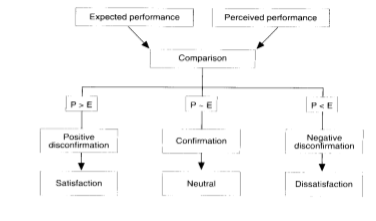 Expected performance
Perceived performance
Comparison
P > E
P ~ E
P < E
Positive
disconfirmation
Confirmation
Negative
disconfirmation
Satisfaction
Neutral
Dissatisfaction